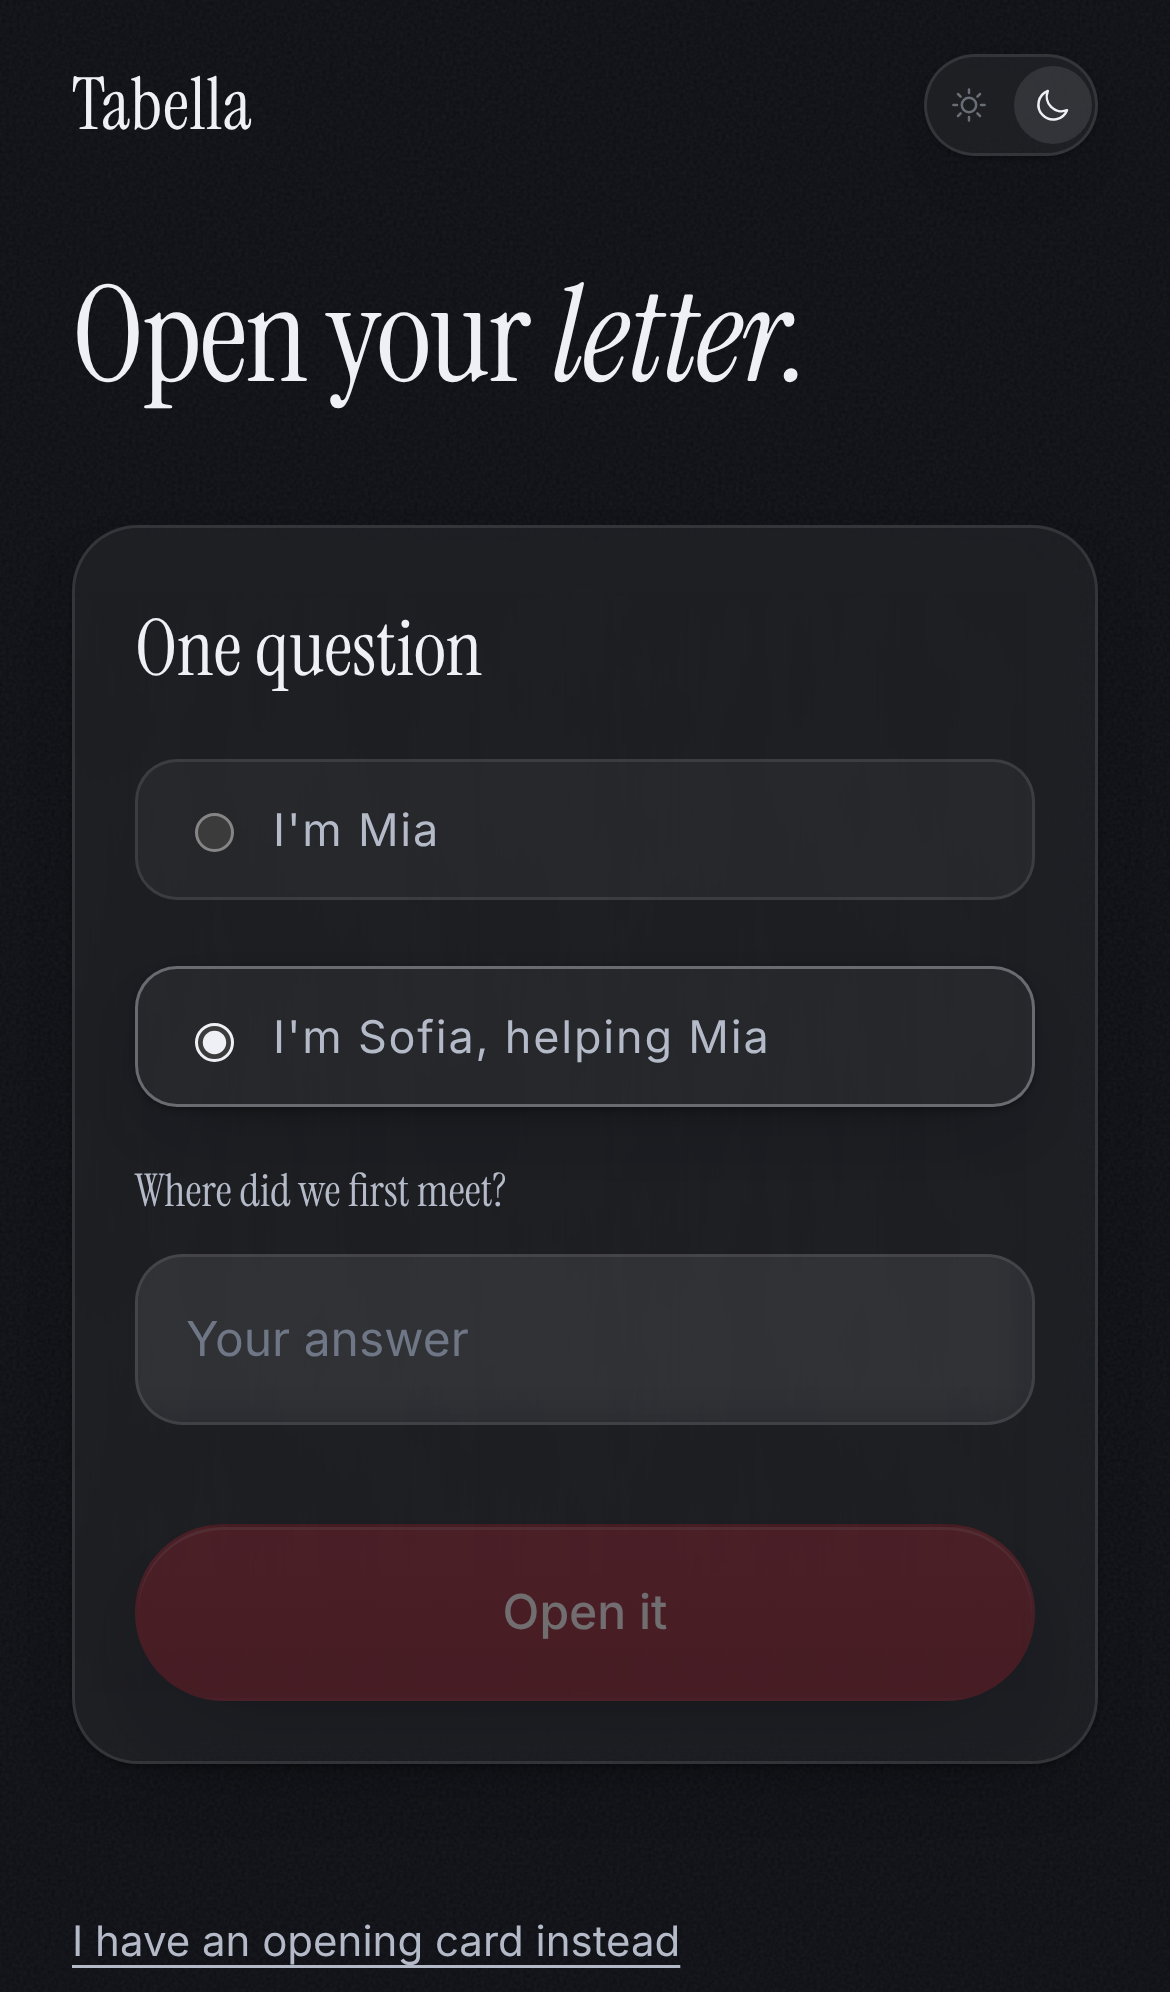 Tabella
Open your letter.
One question
I'm Mia
I'm Sofia, helping Mia
Where did we first meet?
Your answer
Open it
I have an opening card instead